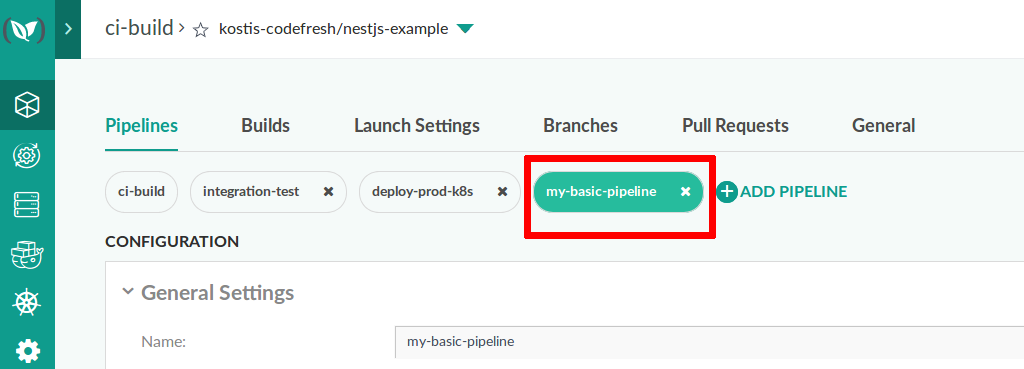 ci-build > kostis-codefresh/nestjs-example
Pipelines Builds Launch Settings Branches Pull Requests General
ci-build integration-test × deploy-prod-k8s × my-basic-pipeline × + ADD PIPELINE
CONFIGURATION
General Settings
Name: my-basic-pipeline